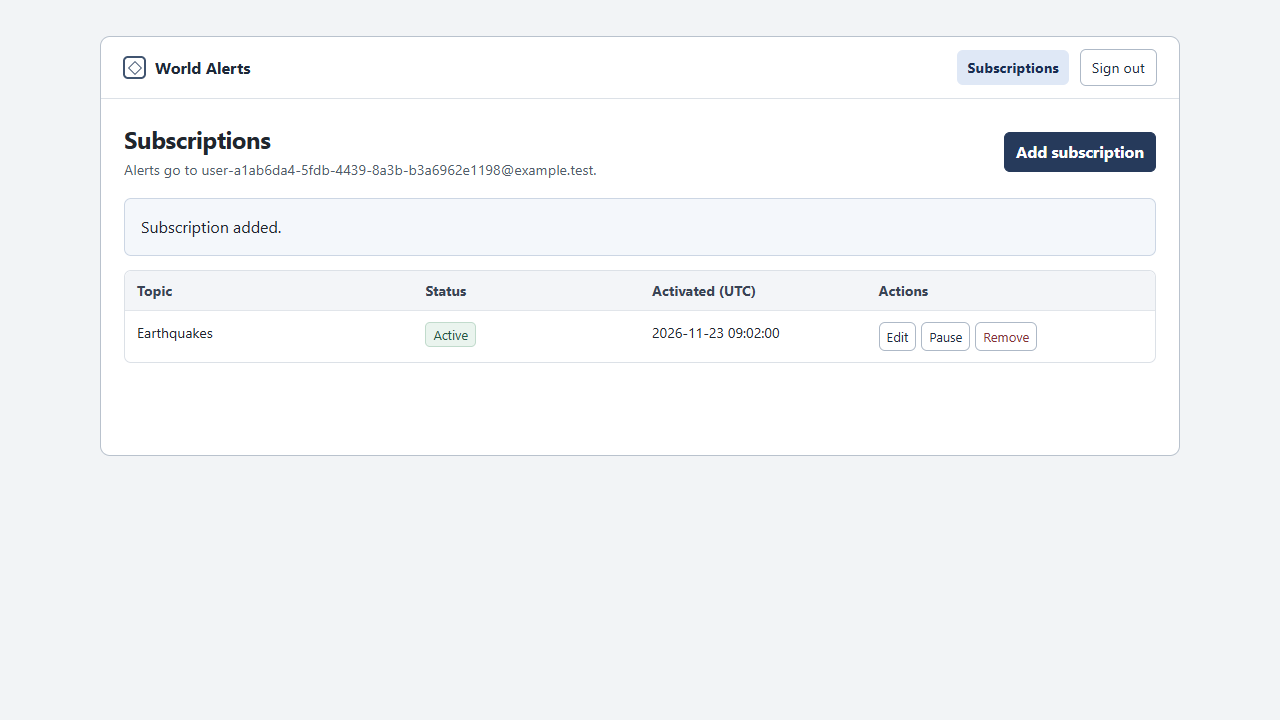 World Alerts
Subscriptions
Sign out
Subscriptions
Add subscription
Alerts go to user-a1ab6da4-5fdb-4439-8a3b-b3a6962e1198@example.test.
Subscription added.
Topic Status Activated (UTC) Actions
Earthquakes Active 2026-11-23 09:02:00 Edit Pause Remove